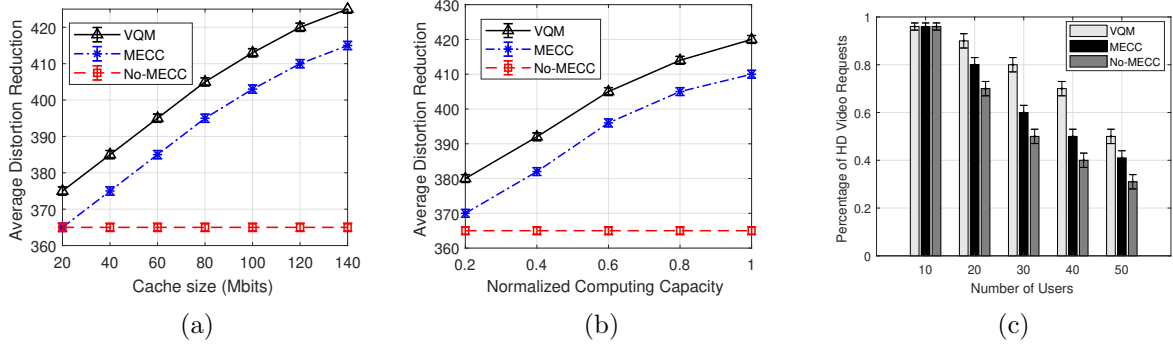 420
410
400
390
380
370
360
20
40
60
80
100
120
140
Average Distortion Reduction
Cache size (Mbits)
VQM
MECC
No-MECC
(a)
430
420
410
400
390
380
370
360
0.2
0.4
0.6
0.8
1
Average Distortion Reduction
Normalized Computing Capacity
VQM
MECC
No-MECC
(b)
1
0.8
0.6
0.4
0.2
0
10
20
30
40
50
Percentage of HD Video Requests
Number of Users
VQM
MECC
No-MECC
(c)